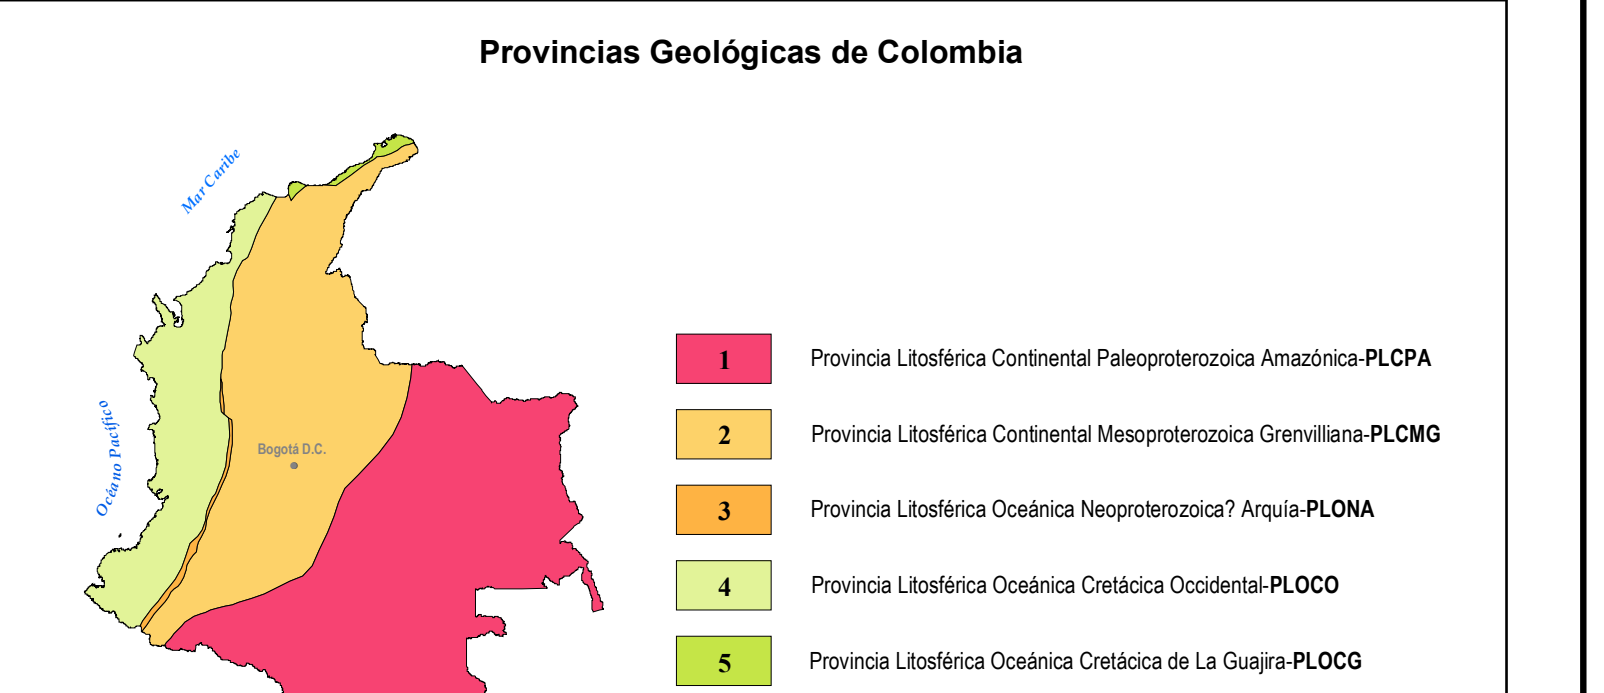 Provincias Geológicas de Colombia
Mar Caribe
Océano Pacífico
Bogotá D.C.
1 Provincia Litosférica Continental Paleoproterozoica Amazónica-PLCPA
2 Provincia Litosférica Continental Mesoproterozoica Grenvilliana-PLCMG
3 Provincia Litosférica Oceánica Neoproterozoica? Arquía-PLONA
4 Provincia Litosférica Oceánica Cretácica Occidental-PLOCO
5 Provincia Litosférica Oceánica Cretácica de La Guajira-PLOCG